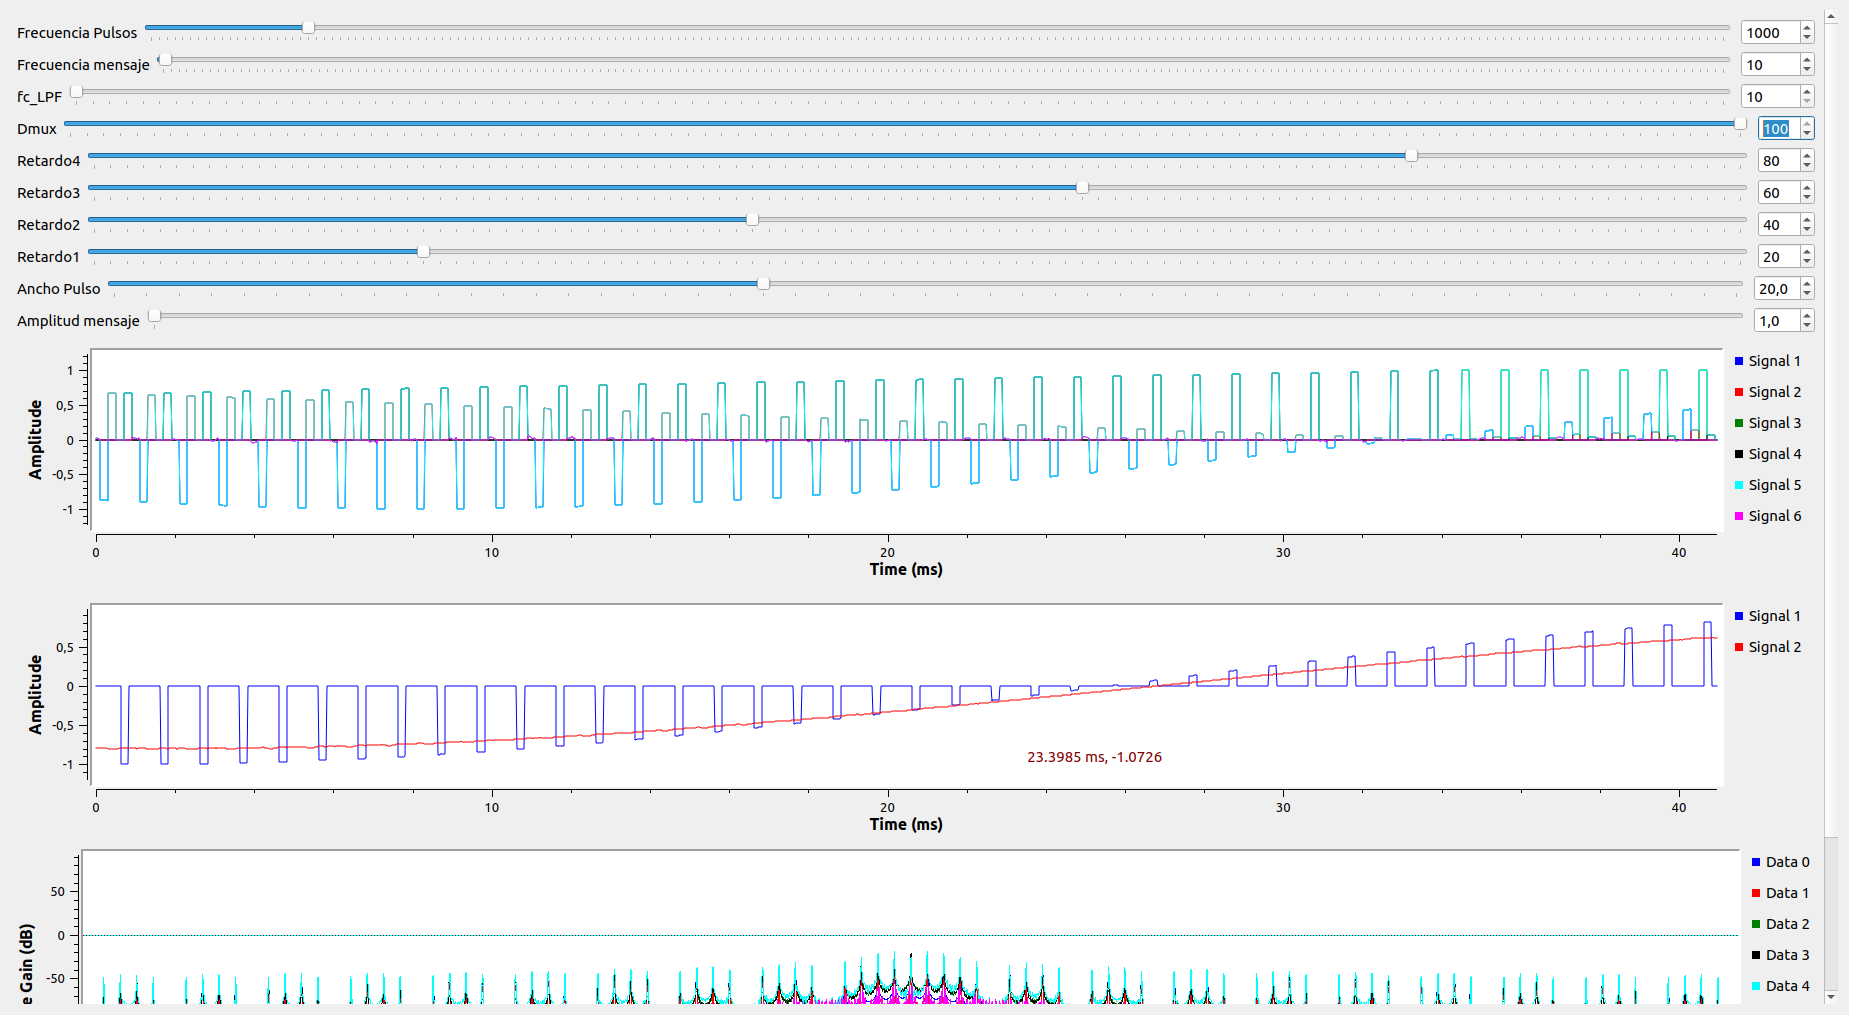 Frecuencia Pulsos 1000
Frecuencia mensaje 10
fc_LPF 10
Dmux 100
Retardo4 80
Retardo3 60
Retardo2 40
Retardo1 20
Ancho Pulso 20,0
Amplitud mensaje 1,0
Amplitude
1
0,5
0
-0,5
-1
0 10 20 30 40
Time (ms)
Signal 1
Signal 2
Signal 3
Signal 4
Signal 5
Signal 6
Amplitude
0,5
0
-0,5
-1
23.3985 ms, -1.0726
0 10 20 30 40
Time (ms)
Signal 1
Signal 2
e Gain (dB)
50
0
-50
Data 0
Data 1
Data 2
Data 3
Data 4